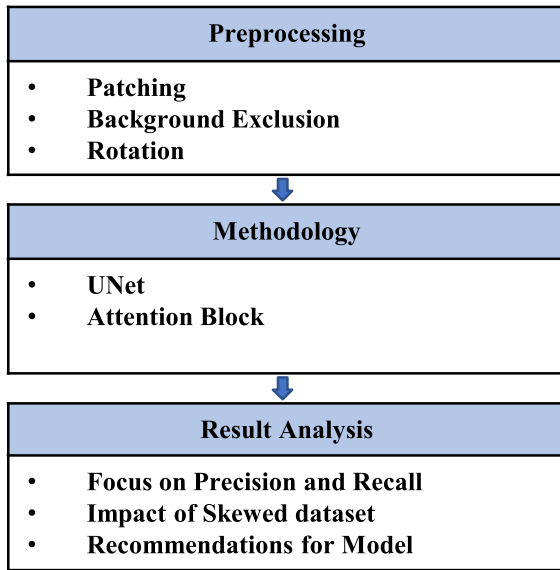 Preprocessing
• Patching
• Background Exclusion
• Rotation
Methodology
• UNet
• Attention Block
Result Analysis
• Focus on Precision and Recall
• Impact of Skewed dataset
• Recommendations for Model